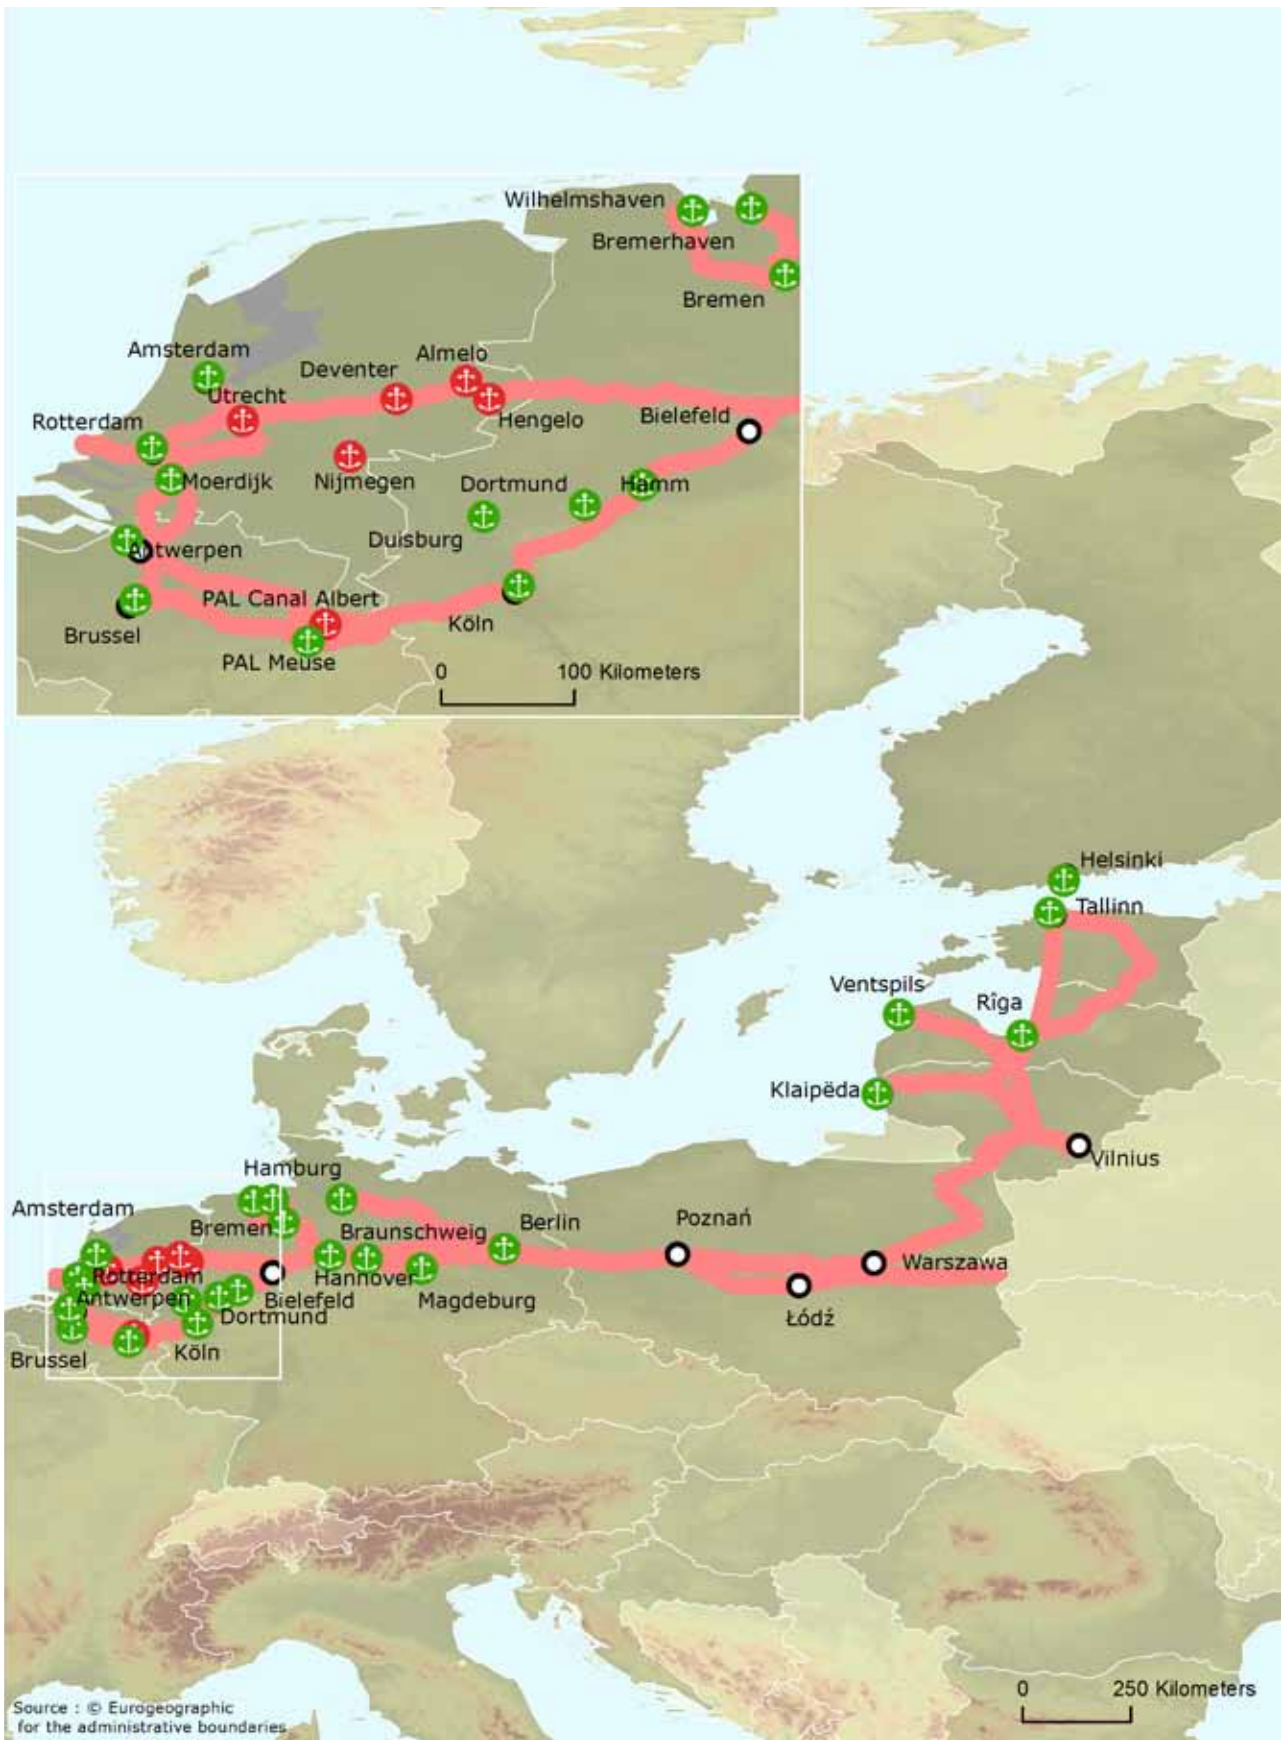 Wilhelmshaven
Bremerhaven
Bremen
Amsterdam
Almelo
Deventer
Utrecht
Rotterdam
Hengelo
Bielefeld
Moerdijk
Nijmegen
Dortmund
Hamm
Duisburg
Antwerpen
PAL Canal Albert
Köln
Brussel
PAL Meuse
0 100 Kilometers
Helsinki
Tallinn
Ventspils
Rîga
Klaipëda
Vilnius
Hamburg
Amsterdam
Bremen
Braunschweig
Berlin
Poznań
Warszawa
Rotterdam
Hannover
Antwerpen
Bielefeld
Magdeburg
Łódź
Dortmund
Brussel
Köln
0 250 Kilometers
Source : © Eurogeographic
for the administrative boundaries